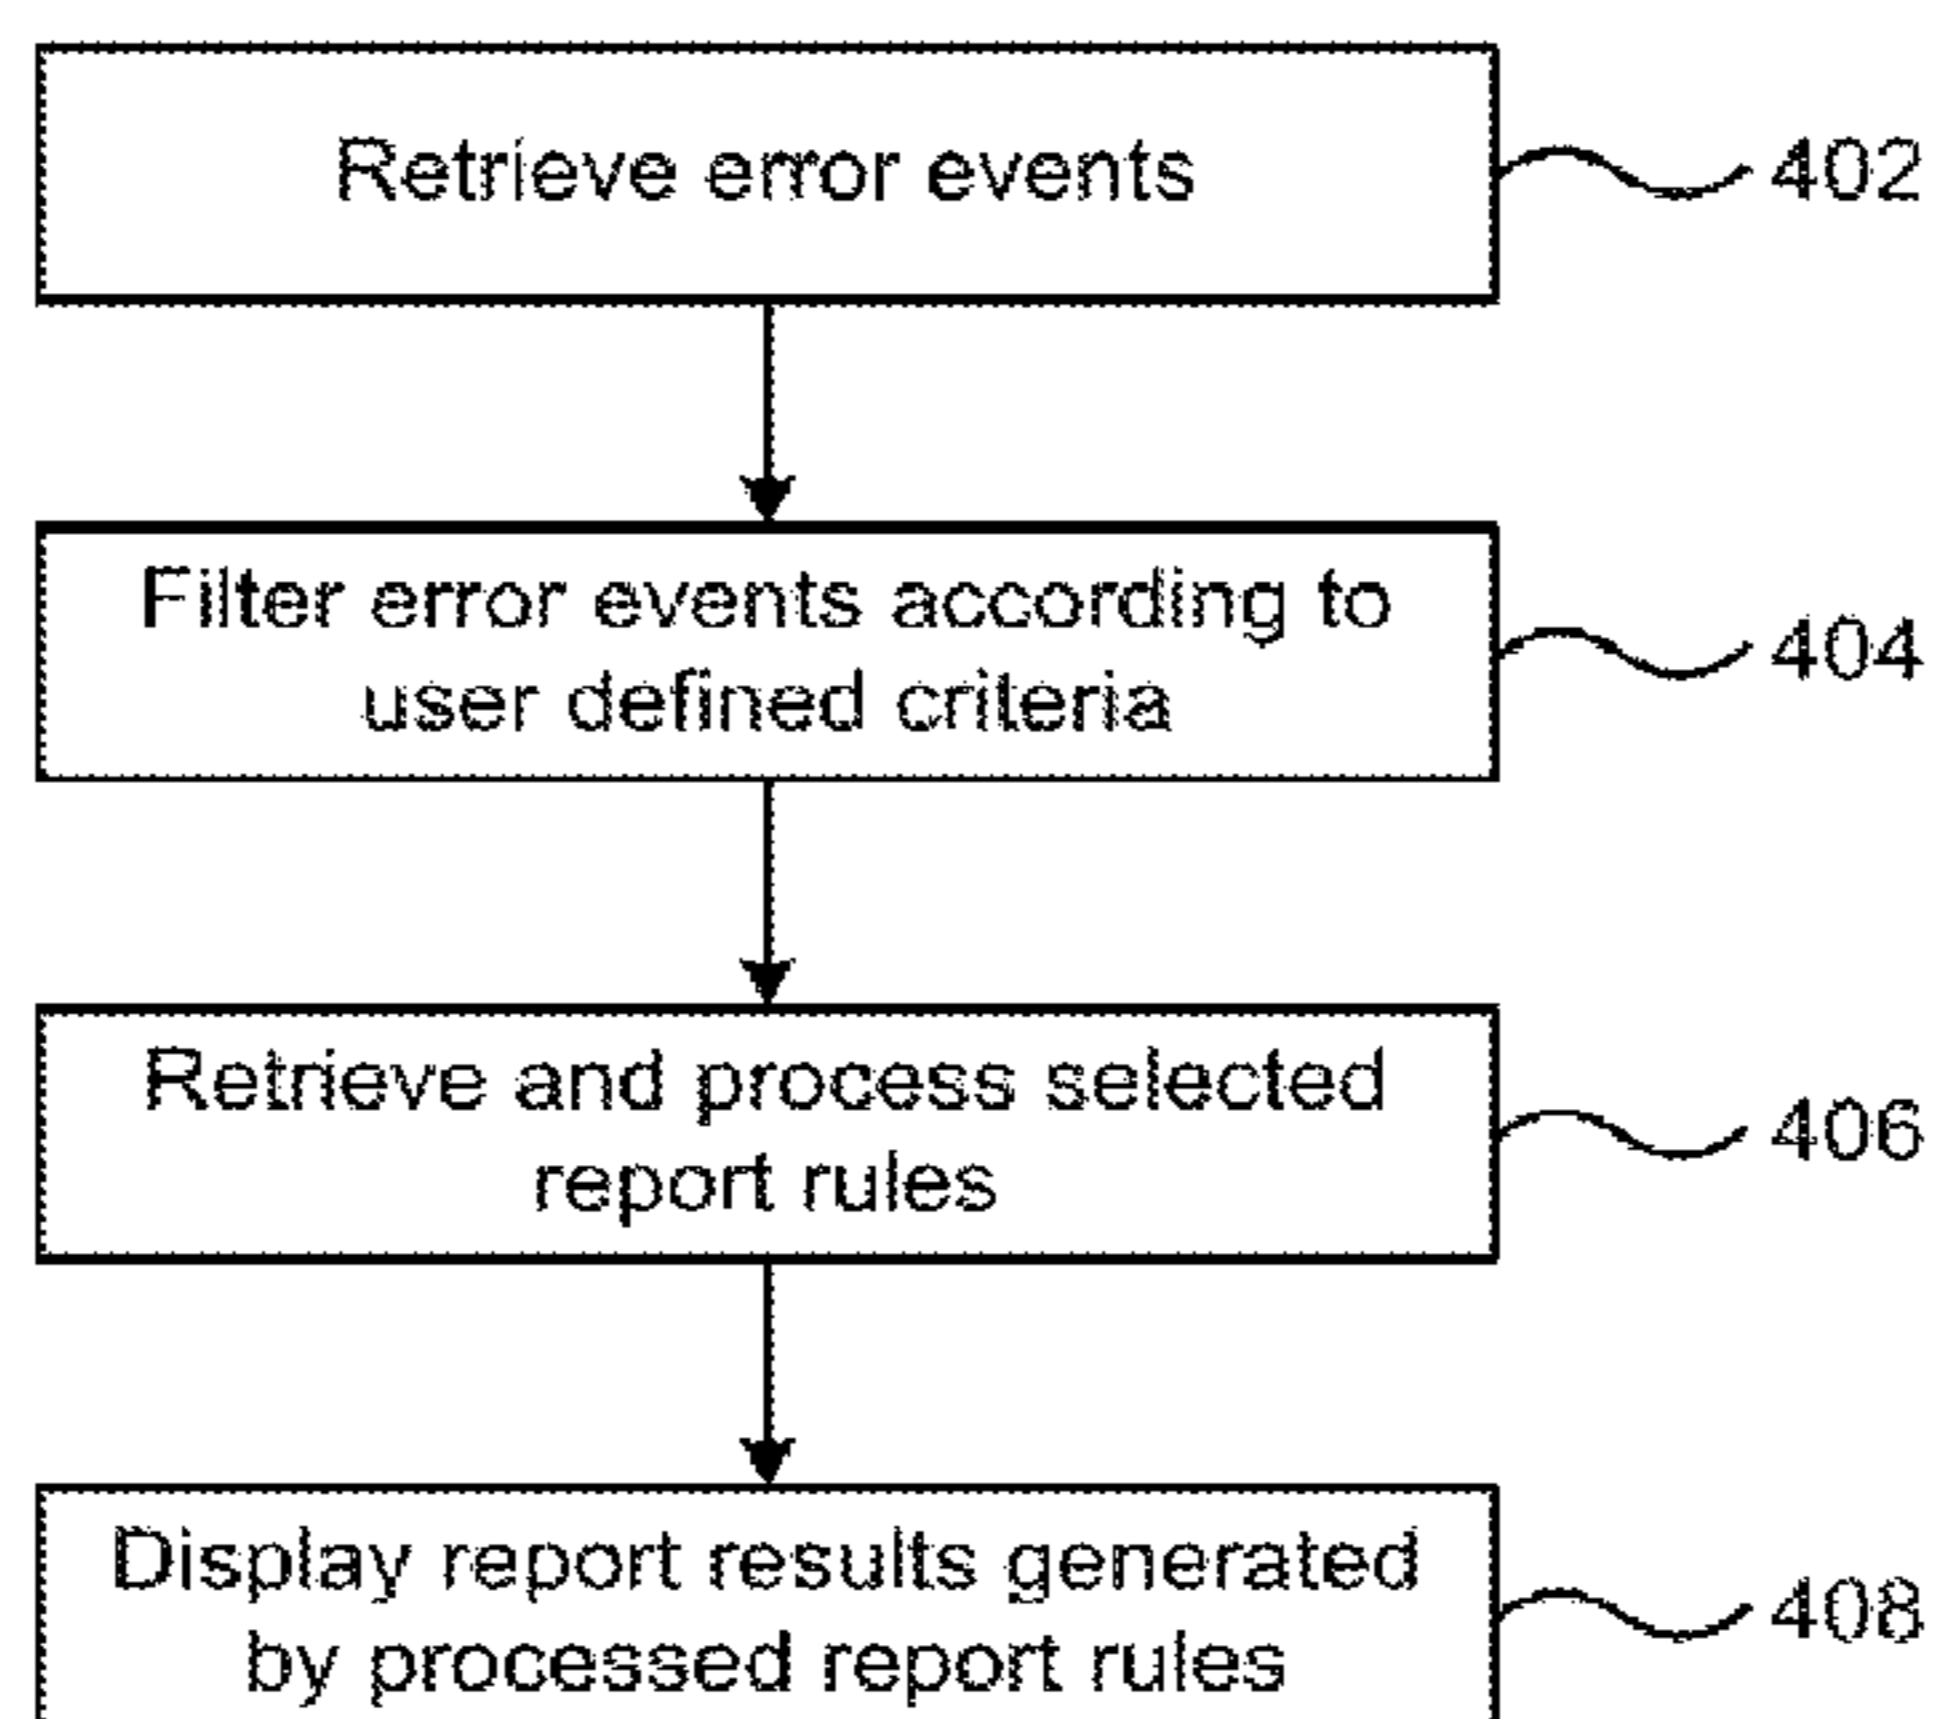 Retrieve error events
402
Filter error events according to
user defined criteria
404
Retrieve and process selected
report rules
406
Display report results generated
by processed report rules
408